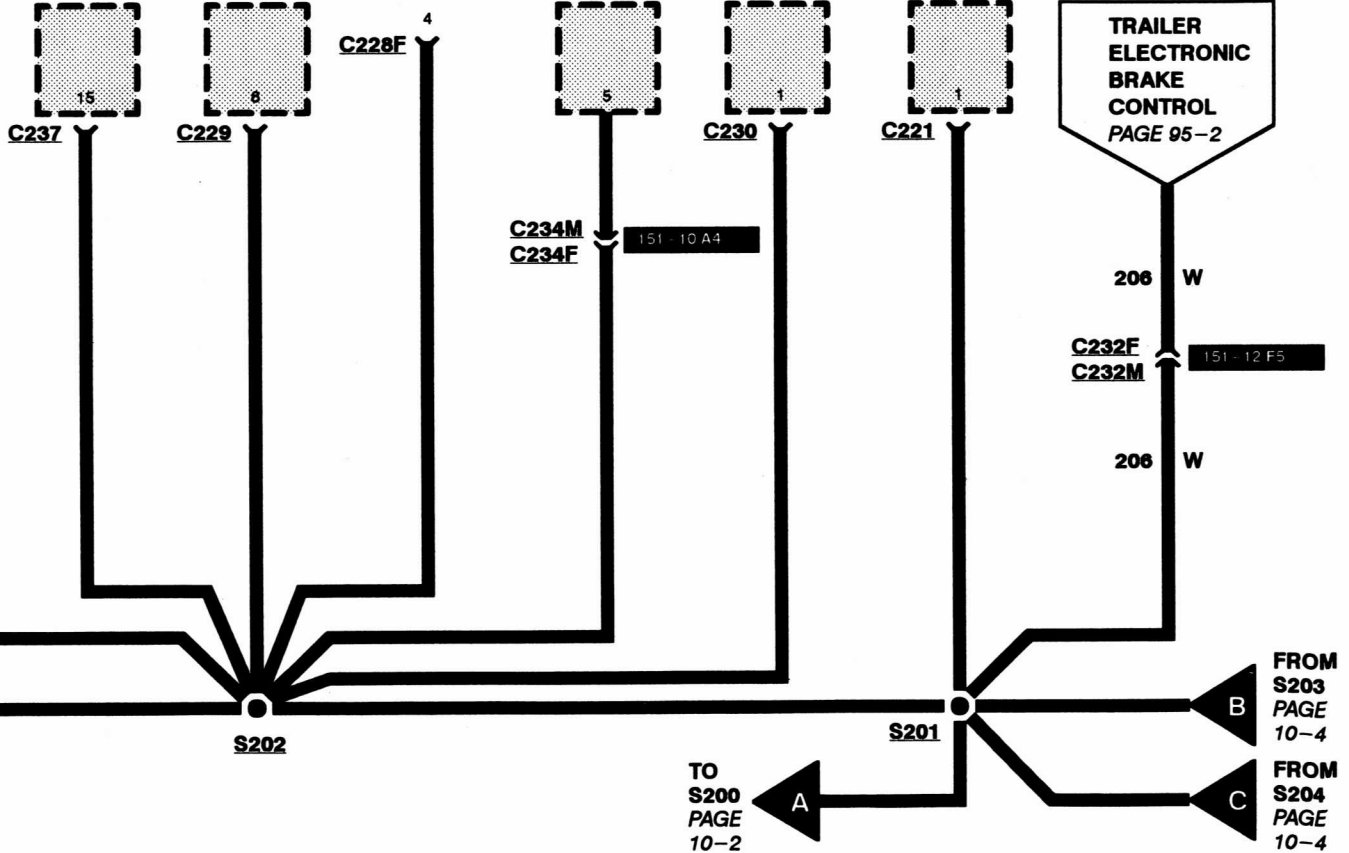 15
C237
6
C229
4
C228F
5
C234M
C234F
151-10 A4
1
C230
1
C221
TRAILER
ELECTRONIC
BRAKE
CONTROL
PAGE 95-2
206 W
C232F
C232M
151-12 F5
206 W
S202
S201
B
FROM
S203
PAGE
10-4
TO
S200
PAGE
10-2
A
C
FROM
S204
PAGE
10-4